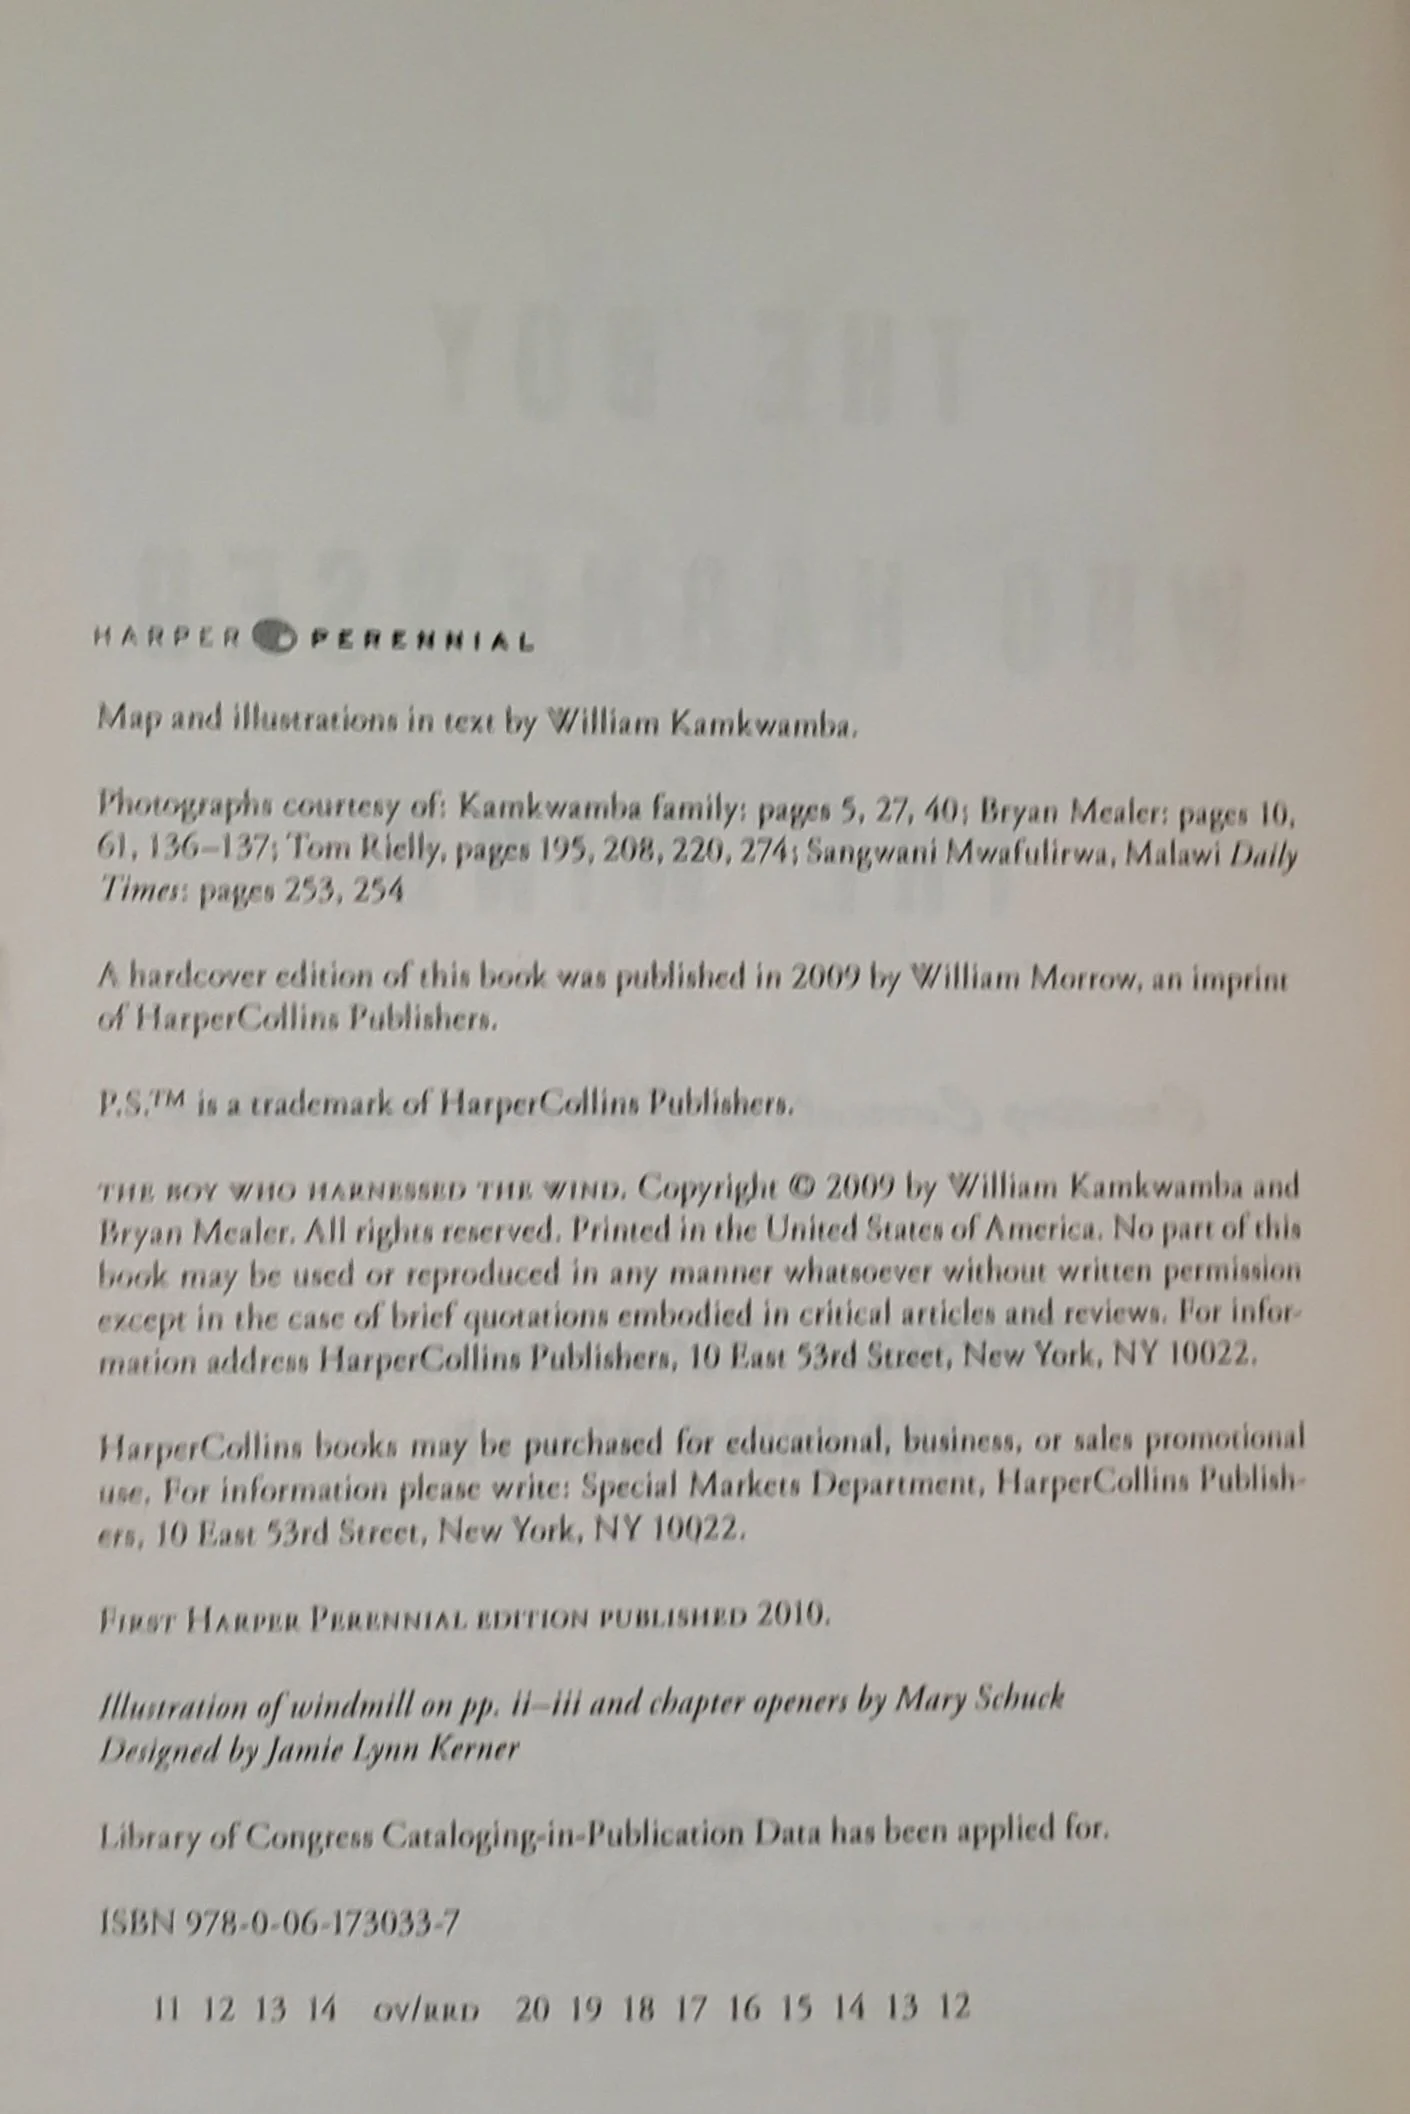 HARPER PERENNIAL
Map and illustrations in text by William Kamkwamba.
Photographs courtesy of: Kamkwamba family: pages 5, 27, 40; Bryan Mealer: pages 10,
61, 136–137; Tom Rielly, pages 195, 208, 220, 274; Sangwani Mwafulirwa, Malawi Daily
Times: pages 253, 254
A hardcover edition of this book was published in 2009 by William Morrow, an imprint
of HarperCollins Publishers.
P.S.™ is a trademark of HarperCollins Publishers.
THE BOY WHO HARNESSED THE WIND. Copyright © 2009 by William Kamkwamba and
Bryan Mealer. All rights reserved. Printed in the United States of America. No part of this
book may be used or reproduced in any manner whatsoever without written permission
except in the case of brief quotations embodied in critical articles and reviews. For infor-
mation address HarperCollins Publishers, 10 East 53rd Street, New York, NY 10022.
HarperCollins books may be purchased for educational, business, or sales promotional
use. For information please write: Special Markets Department, HarperCollins Publish-
ers, 10 East 53rd Street, New York, NY 10022.
FIRST HARPER PERENNIAL EDITION PUBLISHED 2010.
Illustration of windmill on pp. ii–iii and chapter openers by Mary Schuck
Designed by Jamie Lynn Kerner
Library of Congress Cataloging-in-Publication Data has been applied for.
ISBN 978-0-06-173033-7
11 12 13 14 OV/RRD 20 19 18 17 16 15 14 13 12